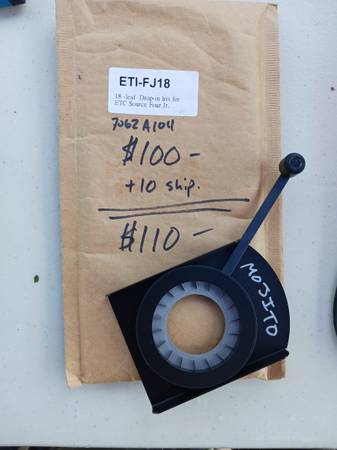 ETI-FJ18
18 -leaf Drop-in Iris for
ETC Source Four Jr.
7062A104
$100-
+10 ship.
$110-
MOJITO